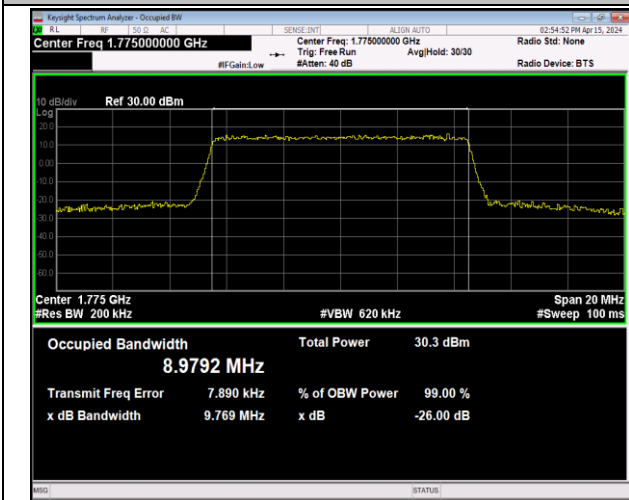 Keysight Spectrum Analyzer - Occupied BW
RL RF 50 Ω AC SENSE:INT ALIGN AUTO 02:54:52 PM Apr 15, 2024
Center Freq 1.775000000 GHz Center Freq: 1.775000000 GHz Radio Std: None
Trig: Free Run Avg|Hold: 30/30
#IFGain:Low #Atten: 40 dB Radio Device: BTS
10 dB/div Ref 30.00 dBm
Log
20.0
10.0
0.00
-10.0
-20.0
-30.0
-40.0
-50.0
-60.0
Center 1.775 GHz Span 20 MHz
#Res BW 200 kHz #VBW 620 kHz #Sweep 100 ms
Occupied Bandwidth Total Power 30.3 dBm
8.9792 MHz
Transmit Freq Error 7.890 kHz % of OBW Power 99.00 %
x dB Bandwidth 9.769 MHz x dB -26.00 dB
MSG STATUS